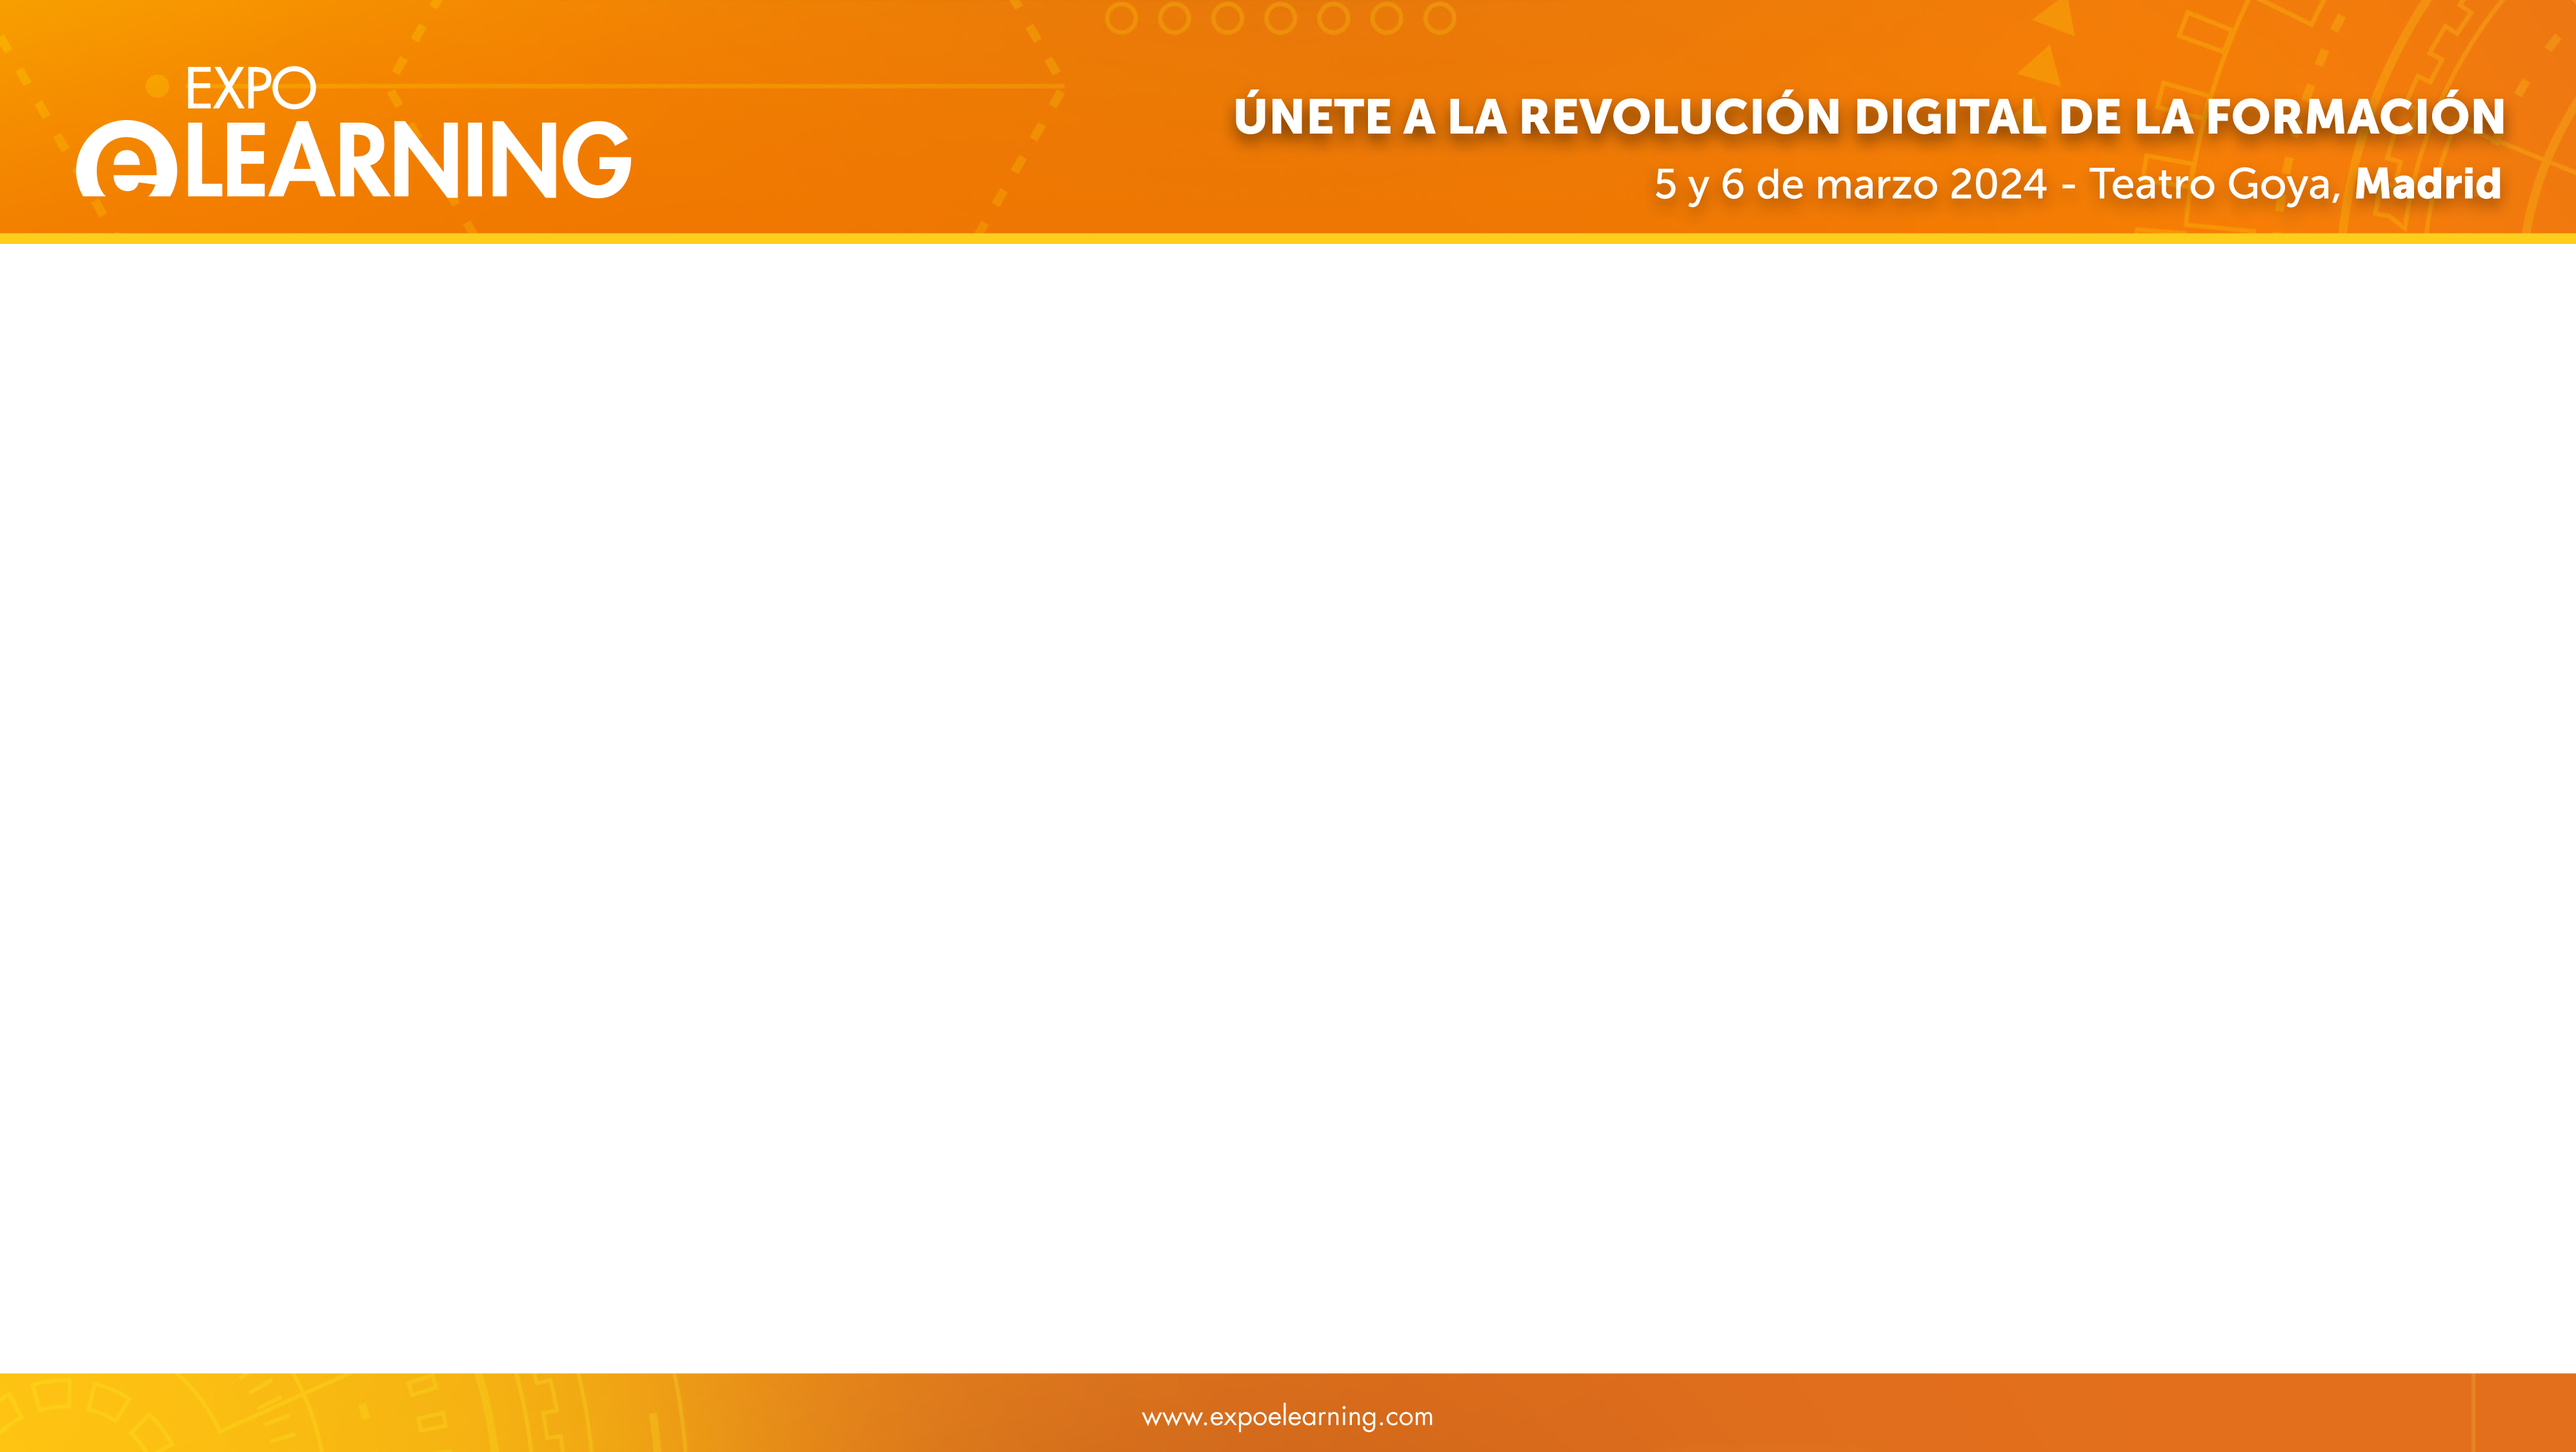 EXPO
eLEARNING
ÚNETE A LA REVOLUCIÓN DIGITAL DE LA FORMACIÓN
5 y 6 de marzo 2024 - Teatro Goya, Madrid
www.expoelearning.com